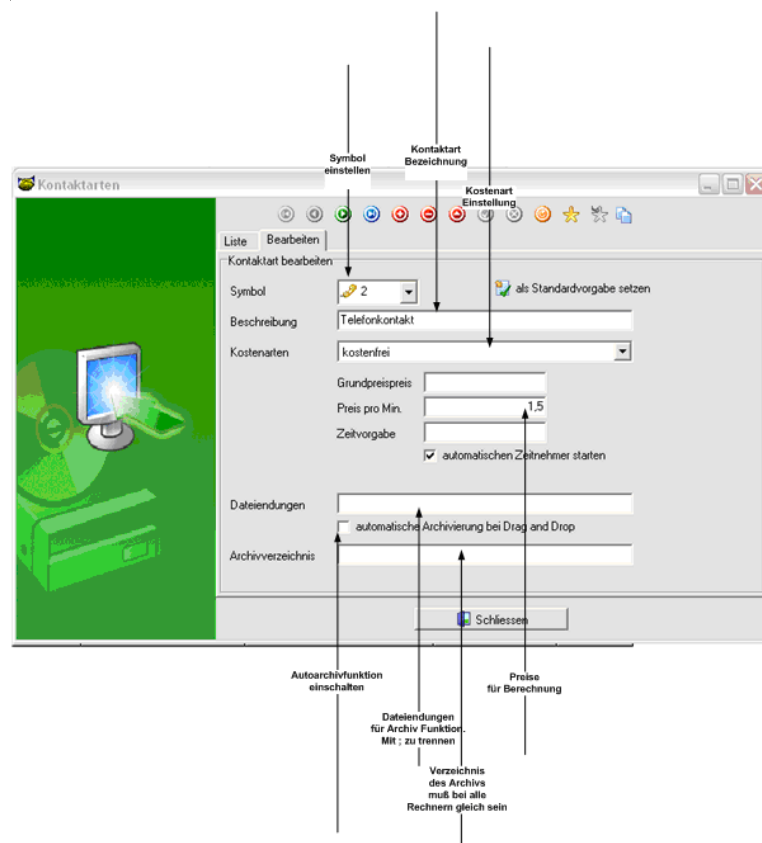 Kontaktart
Bezeichnung
Symbol
einstellen
Kostenart
Einstellung
Kontaktarten
Liste
Bearbeiten
Kontaktart bearbeiten
Symbol
2
als Standardvorgabe setzen
Beschreibung
Telefonkontakt
Kostenarten
kostenfrei
Grundpreispreis
Preis pro Min.
1,5
Zeitvorgabe
automatischen Zeitnehmer starten
Dateiendungen
automatische Archivierung bei Drag and Drop
Archivverzeichnis
Schliessen
Autoarchivfunktion
einschalten
Preise
für Berechnung
Dateiendungen
für Archiv Funktion.
Mit ; zu trennen
Verzeichnis
des Archivs
muß bei alle
Rechnern gleich sein